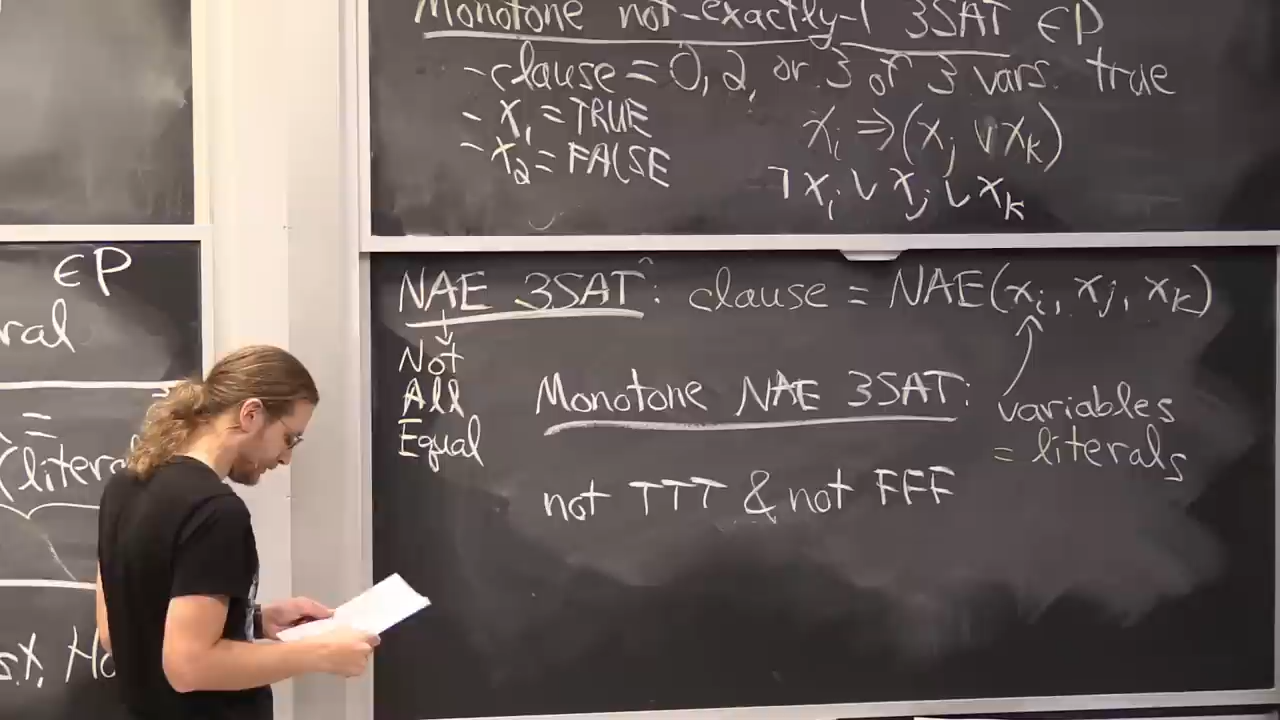 Monotone not-exactly-1 3SAT ∈P
- clause = 0, 2, or 3 of 3 vars. true
- x₁ = TRUE
- x₂ = FALSE
xᵢ ⇒ (xⱼ ∨ xₖ)
¬xᵢ ∨ xⱼ ∨ xₖ
∈P
ral
=
(litera
st, Ho
NAE 3SAT: clause = NAE(xᵢ, xⱼ, xₖ)
Not
All
Equal
Monotone NAE 3SAT:
variables
= literals
not TTT & not FFF